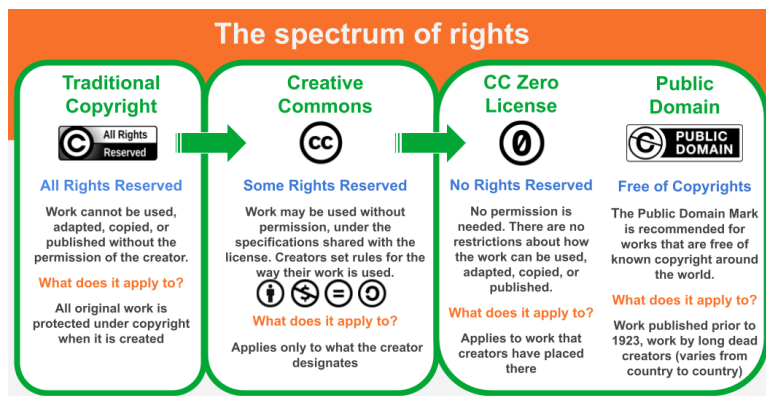 The spectrum of rights
Traditional
Copyright
C
All Rights
Reserved
All Rights Reserved
Work cannot be used,
adapted, copied, or
published without the
permission of the creator.
What does it apply to?
All original work is
protected under copyright
when it is created
Creative
Commons
CC
Some Rights Reserved
Work may be used without
permission, under the
specifications shared with the
license. Creators set rules for
the way their work is used.
$ =
What does it apply to?
Applies only to what the creator
designates
CC Zero
License
0
No Rights Reserved
No permission is
needed. There are no
restrictions about how
the work can be used,
adapted, copied, or
published.
What does it apply to?
Applies to work that
creators have placed
there
Public
Domain
C
PUBLIC
DOMAIN
Free of Copyrights
The Public Domain Mark
is recommended for
works that are free of
known copyright around
the world.
What does it apply to?
Work published prior to
1923, work by long dead
creators (varies from
country to country)